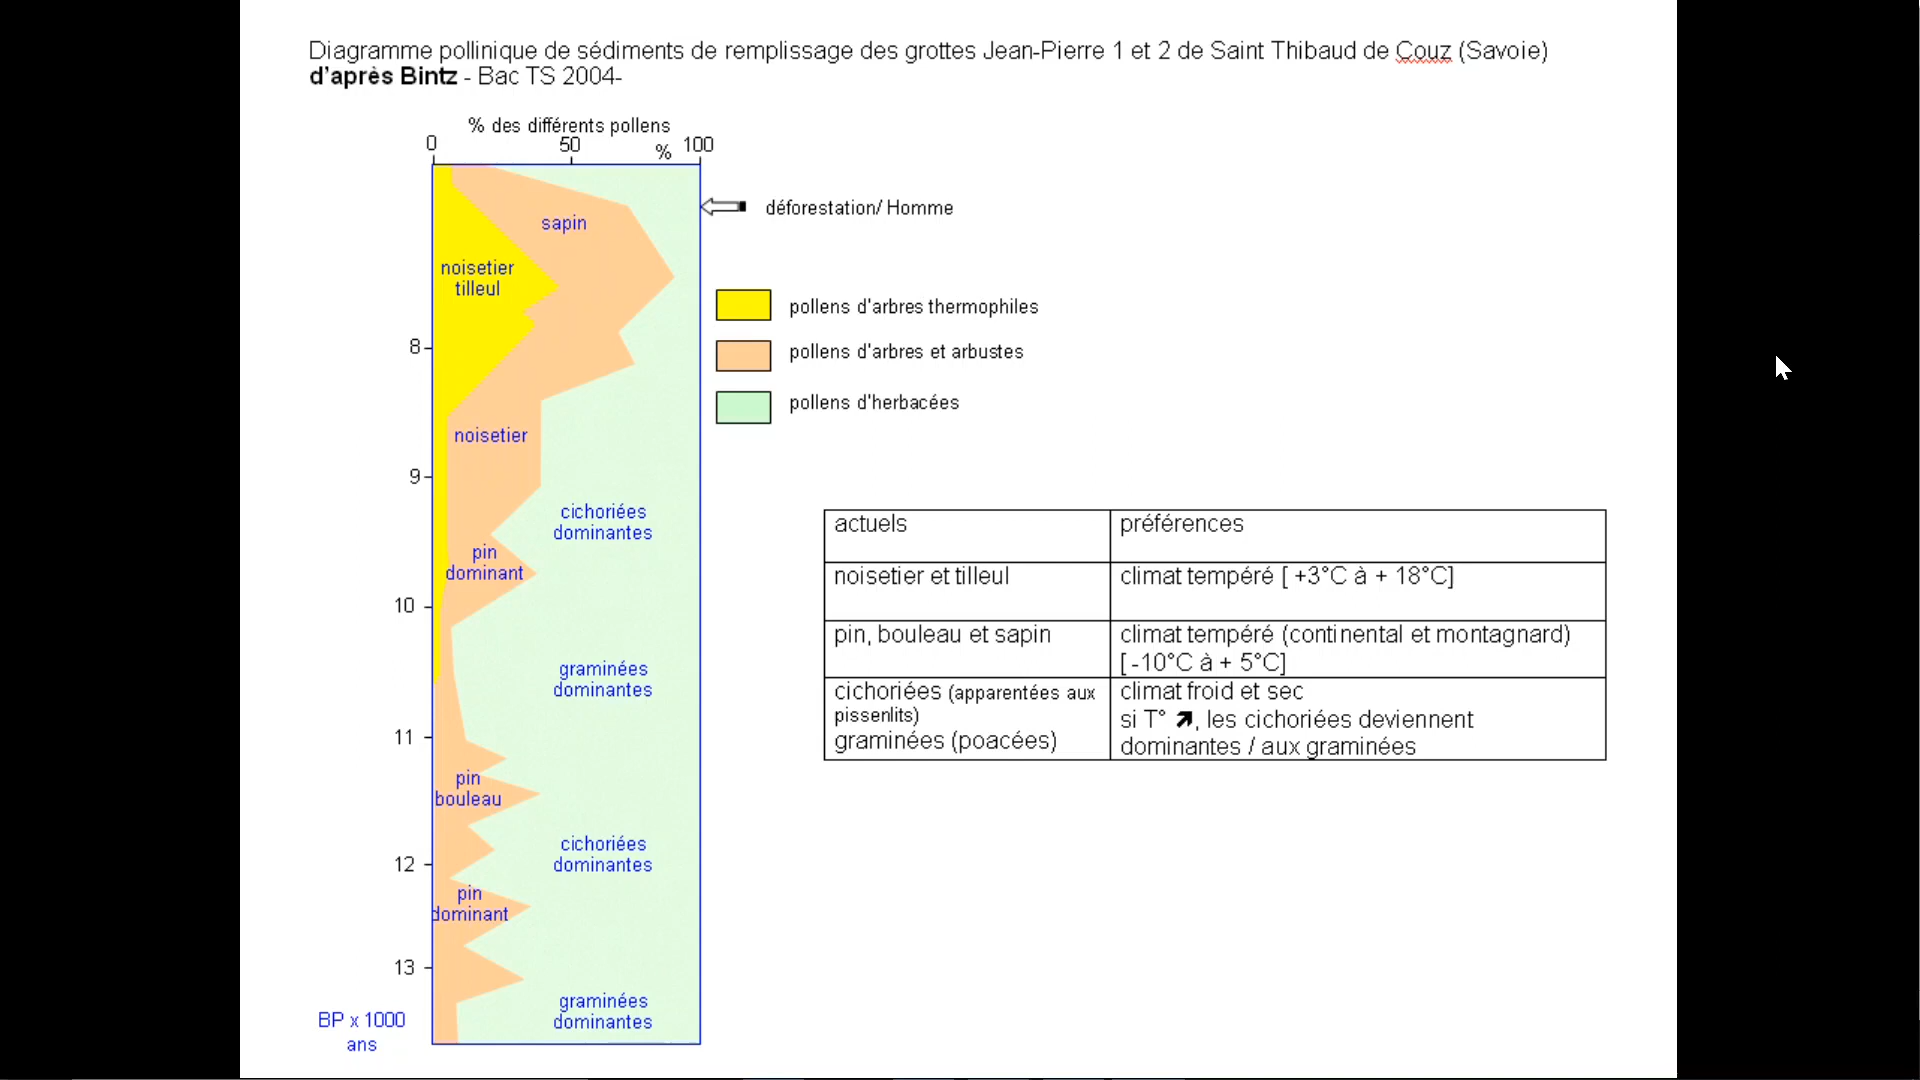 Diagramme pollinique de sédiments de remplissage des grottes Jean-Pierre 1 et 2 de Saint Thibaud de Couz (Savoie)
d'après Bintz - Bac TS 2004-
% des différents pollens
0 50 % 100
déforestation/ Homme
sapin
noisetier
tilleul
pollens d'arbres thermophiles
8
pollens d'arbres et arbustes
pollens d'herbacées
noisetier
9
cichoriées
dominantes
pin
dominant
10
graminées
dominantes
11
pin
bouleau
cichoriées
dominantes
12
pin
dominant
13
graminées
dominantes
BP x 1000
ans
actuels préférences
noisetier et tilleul climat tempéré [ +3°C à + 18°C]
pin, bouleau et sapin climat tempéré (continental et montagnard)
[ -10°C à + 5°C]
cichoriées (apparentées aux climat froid et sec
pissenlits) si T° ↗, les cichoriées deviennent
graminées (poacées) dominantes / aux graminées